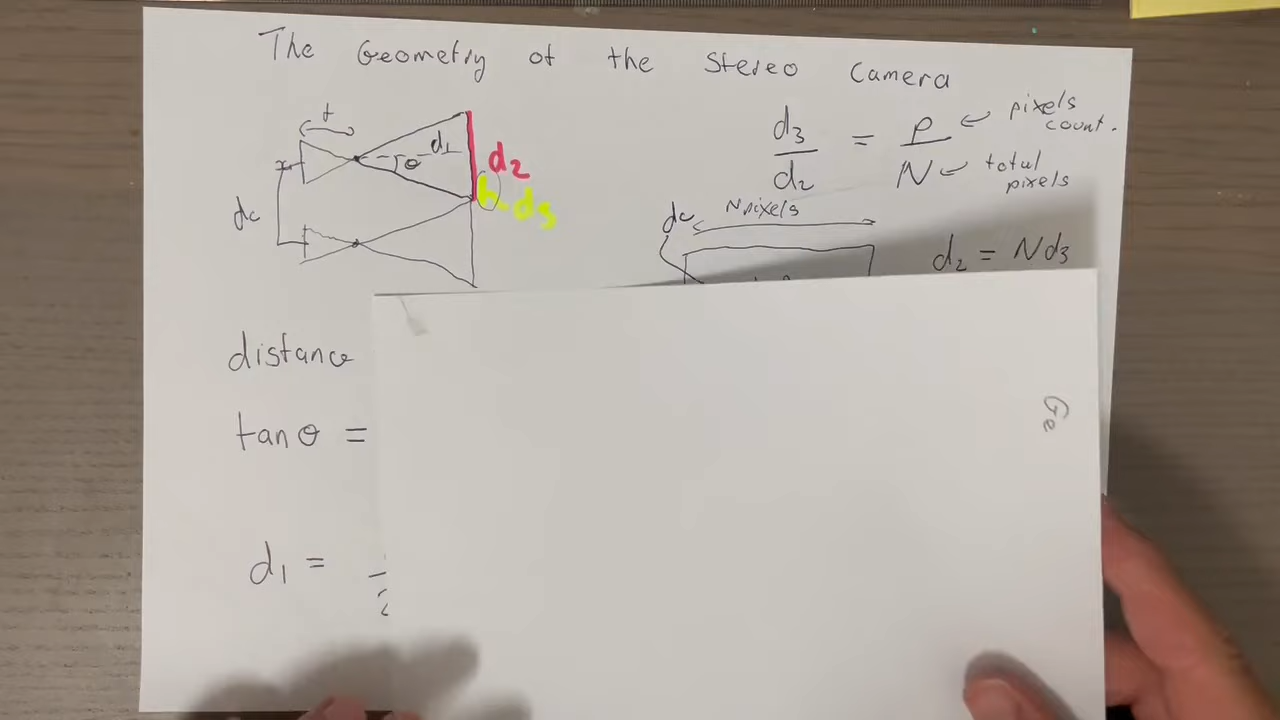 The Geometry of the Stereo Camera
f
d1
θ
d2
d3
dc
d3 / d2 = P / N
pixels count.
total pixels
dc
N pixels
d2 = Nd3
distance
tan θ =
d1 =
Ge